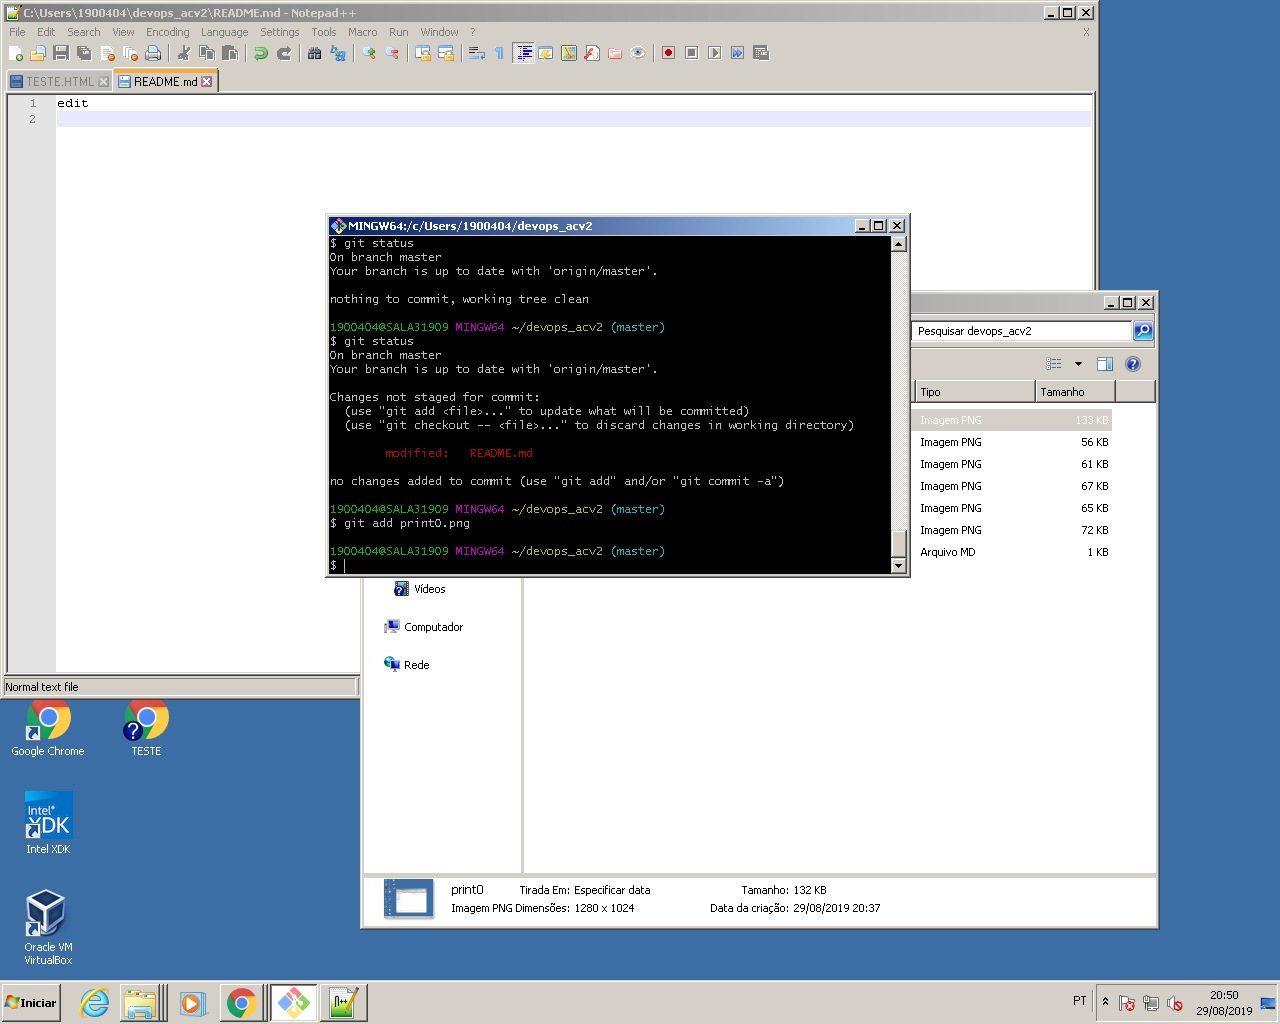 C:\Users\1900404\devops_acv2\README.md - Notepad++
File Edit Search View Encoding Language Settings Tools Macro Run Window ? X
TESTE.HTML README.md
1 edit
2
MINGW64:/c/Users/1900404/devops_acv2
$ git status
On branch master
Your branch is up to date with 'origin/master'.
nothing to commit, working tree clean
1900404@SALA31909 MINGW64 ~/devops_acv2 (master)
$ git status
On branch master
Your branch is up to date with 'origin/master'.
Changes not staged for commit:
(use "git add <file>..." to update what will be committed)
(use "git checkout -- <file>..." to discard changes in working directory)
modified: README.md
no changes added to commit (use "git add" and/or "git commit -a")
1900404@SALA31909 MINGW64 ~/devops_acv2 (master)
$ git add print0.png
1900404@SALA31909 MINGW64 ~/devops_acv2 (master)
$
Pesquisar devops_acv2
Tipo Tamanho
Imagem PNG 133 KB
Imagem PNG 56 KB
Imagem PNG 61 KB
Imagem PNG 67 KB
Imagem PNG 65 KB
Imagem PNG 72 KB
Arquivo MD 1 KB
Vídeos
Computador
Rede
Normal text file
print0 Tirada Em: Especificar data Tamanho: 132 KB
Imagem PNG Dimensões: 1280 x 1024 Data da criação: 29/08/2019 20:37
Google Chrome
TESTE
intel
XDK
Intel XDK
Oracle VM
VirtualBox
Iniciar
PT
20:50
29/08/2019